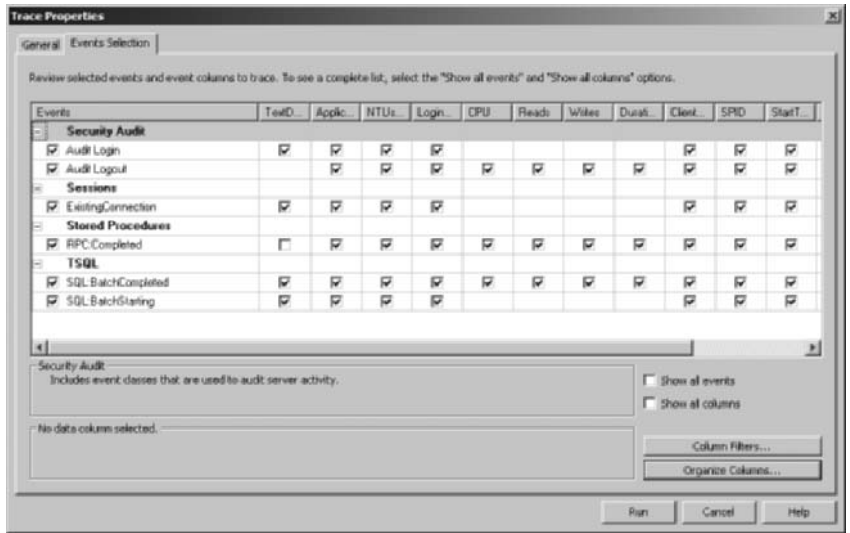 Trace Properties
General Events Selection
Review selected events and event columns to trace. To see a complete list, select the "Show all events" and "Show all columns" options.
Events TextD... Applic... NTUs... Login... CPU Reads Writes Durati... Client... SPID StartT...
Security Audit
Audit Login
Audit Logout
Sessions
ExistingConnection
Stored Procedures
RPC:Completed
TSQL
SQL:BatchCompleted
SQL:BatchStarting
Security Audit
Includes event classes that are used to audit server activity.
Show all events
Show all columns
No data column selected.
Column Filters...
Organize Columns...
Run Cancel Help